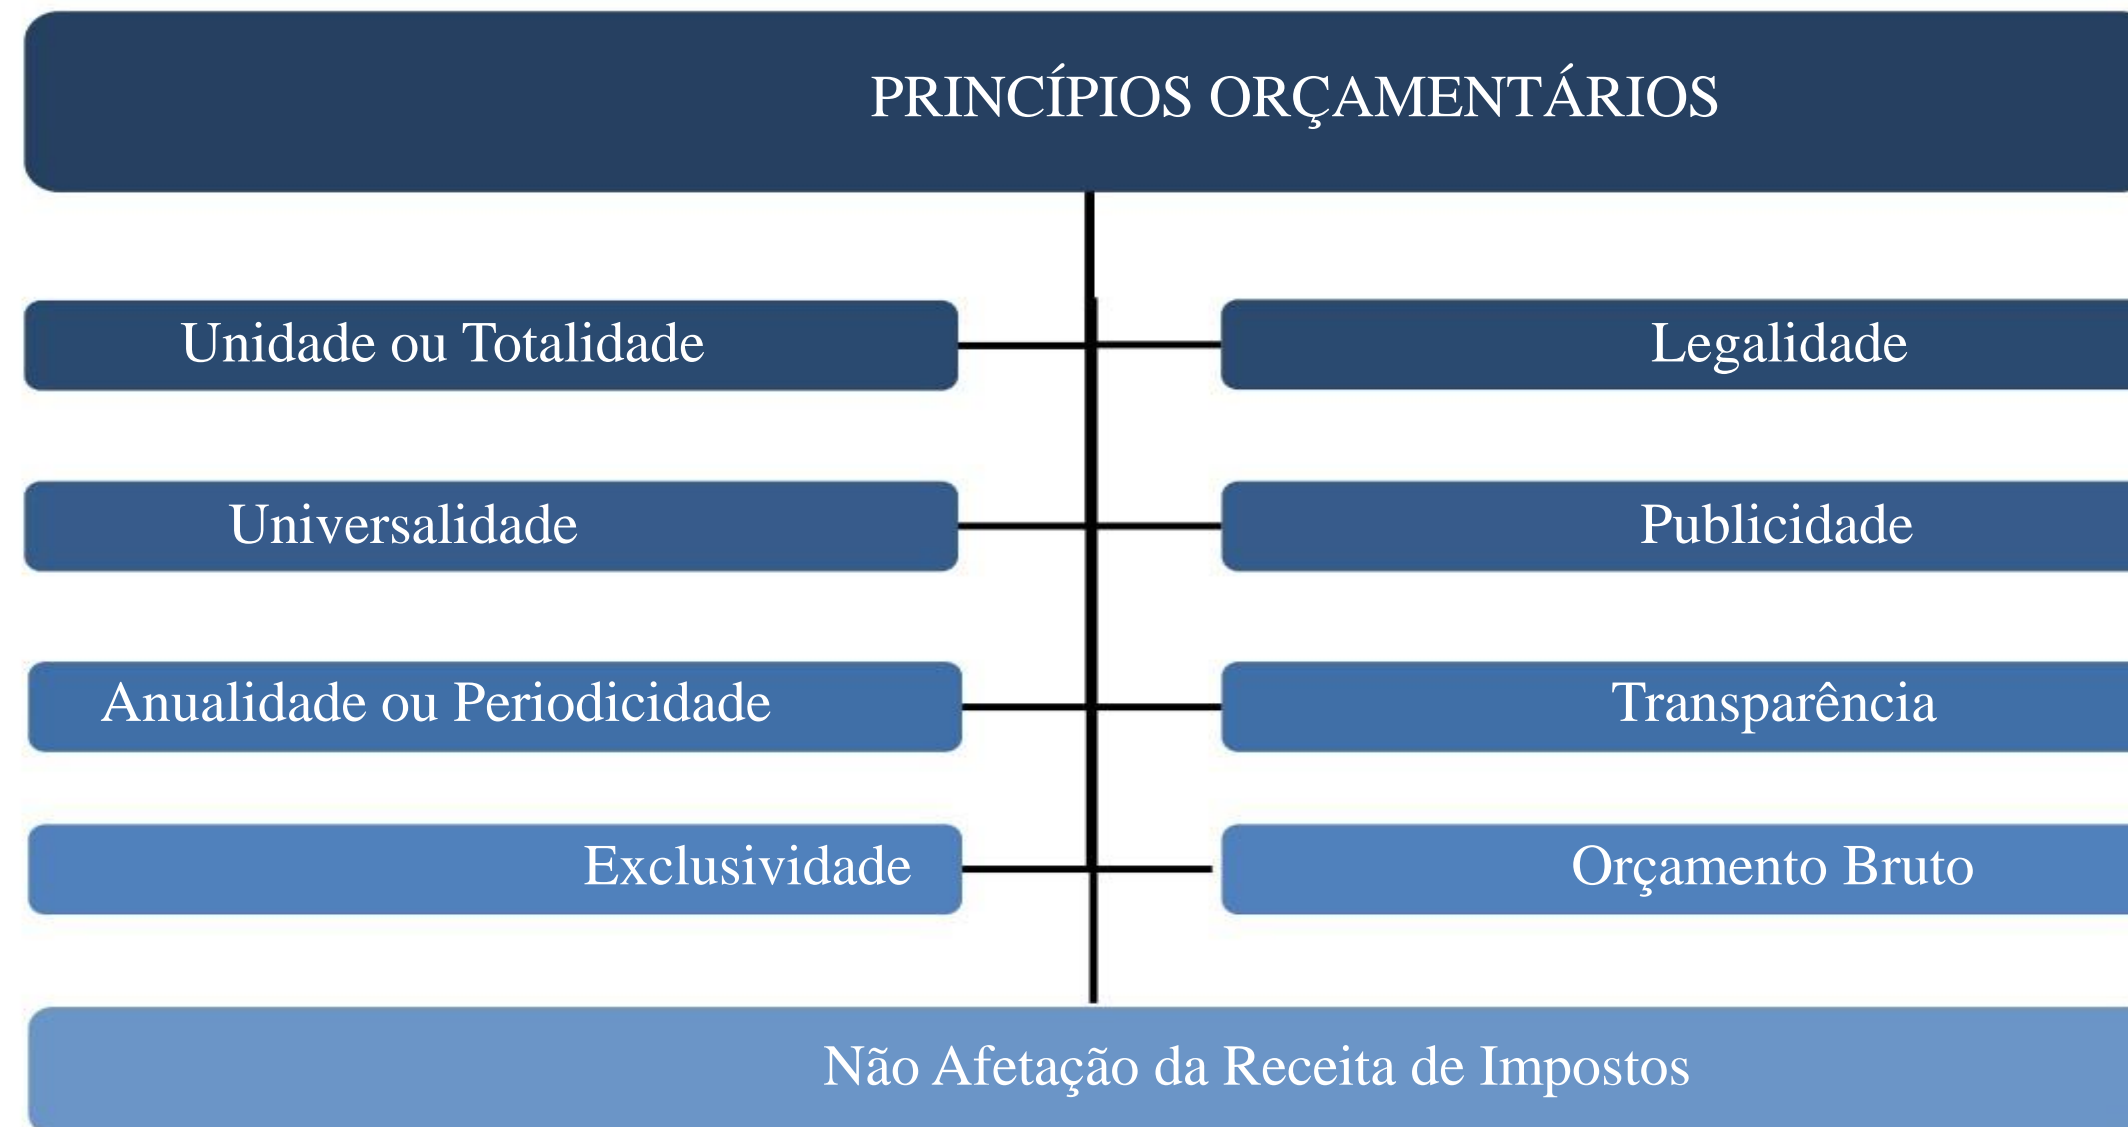 PRINCÍPIOS ORÇAMENTÁRIOS
Unidade ou Totalidade
Legalidade
Universalidade
Publicidade
Anualidade ou Periodicidade
Transparência
Exclusividade
Orçamento Bruto
Não Afetação da Receita de Impostos